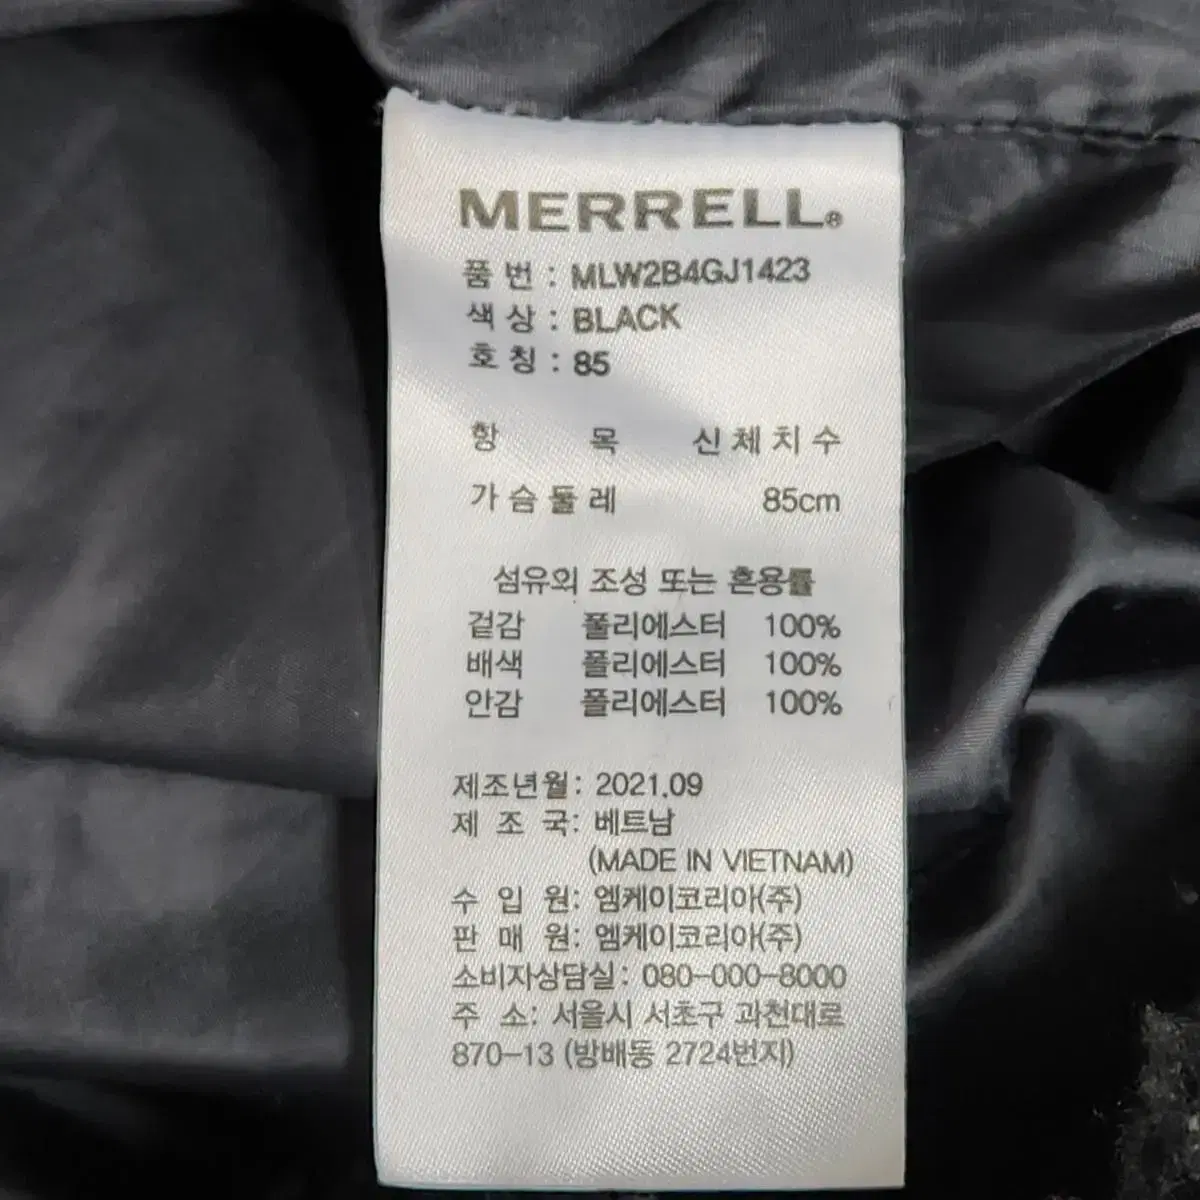 MERRELL®
품 번 : MLW2B4GJ1423
색 상 : BLACK
호 칭 : 85
항 목 신체치수
가슴둘레 85cm
섬유의 조성 또는 혼용률
겉감 폴리에스터 100%
배색 폴리에스터 100%
안감 폴리에스터 100%
제조년월: 2021.09
제 조 국: 베트남
(MADE IN VIETNAM)
수 입 원: 엠케이코리아(주)
판 매 원: 엠케이코리아(주)
소비자상담실: 080-000-8000
주 소: 서울시 서초구 과천대로
870-13 (방배동 2724번지)